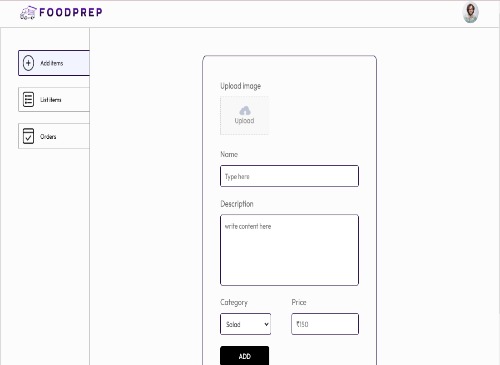 FOODPREP
Add items
List items
Orders
Upload image
Upload
Name
Type here
Description
write content here
Category
Price
Salad
₹150
ADD